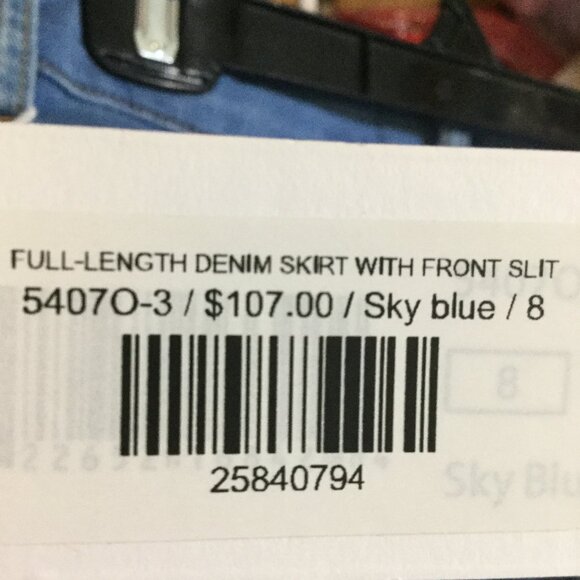 FULL-LENGTH DENIM SKIRT WITH FRONT SLIT
5407O-3 / $107.00 / Sky blue / 8
25840794
8
Sky Blu